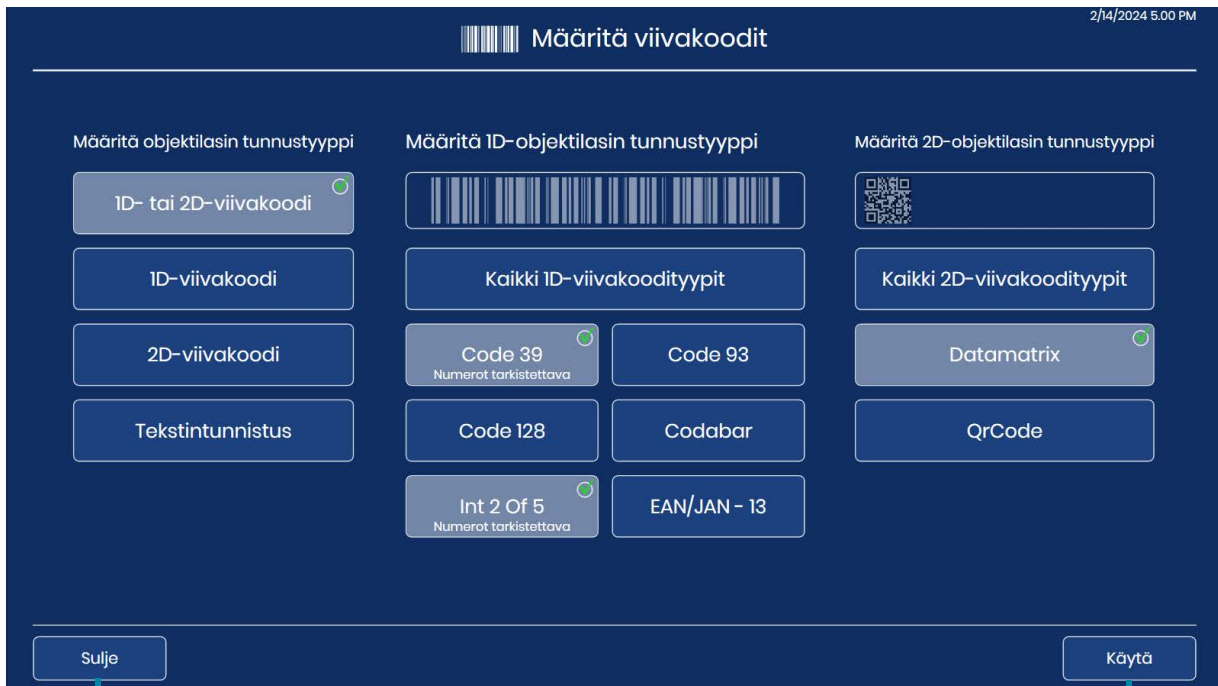 2/14/2024 5.00 PM
Määritä viivakoodit
Määritä objektilasin tunnustyyppi
1D- tai 2D-viivakoodi
1D-viivakoodi
2D-viivakoodi
Tekstintunnistus
Määritä 1D-objektilasin tunnustyyppi
Kaikki 1D-viivakoodityypit
Code 39
Numerot tarkistettava
Code 93
Code 128
Codabar
Int 2 Of 5
Numerot tarkistettava
EAN/JAN - 13
Määritä 2D-objektilasin tunnustyyppi
Kaikki 2D-viivakoodityypit
Datamatrix
QrCode
Sulje
Käytä